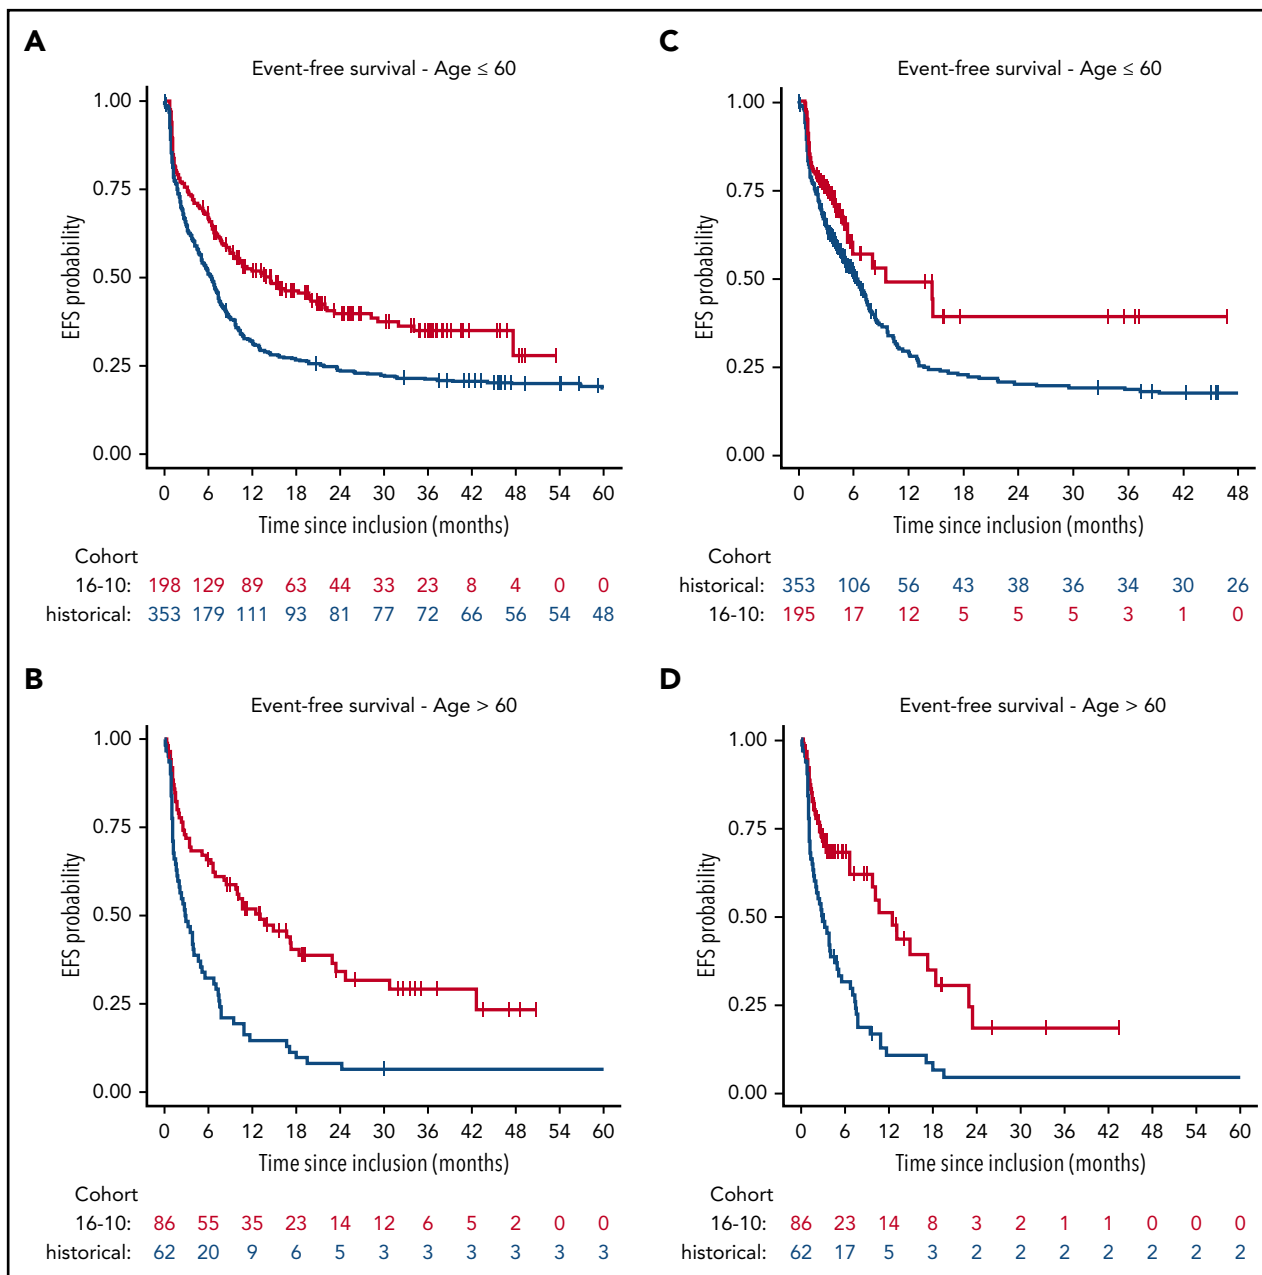 A
Event-free survival - Age ≤ 60
EFS probability
1.00
0.75
0.50
0.25
0.00
0 6 12 18 24 30 36 42 48 54 60
Time since inclusion (months)
Cohort
16-10: 198 129 89 63 44 33 23 8 4 0 0
historical: 353 179 111 93 81 77 72 66 56 54 48
C
Event-free survival - Age ≤ 60
EFS probability
1.00
0.75
0.50
0.25
0.00
0 6 12 18 24 30 36 42 48
Time since inclusion (months)
Cohort
historical: 353 106 56 43 38 36 34 30 26
16-10: 195 17 12 5 5 5 3 1 0
B
Event-free survival - Age > 60
EFS probability
1.00
0.75
0.50
0.25
0.00
0 6 12 18 24 30 36 42 48 54 60
Time since inclusion (months)
Cohort
16-10: 86 55 35 23 14 12 6 5 2 0 0
historical: 62 20 9 6 5 3 3 3 3 3 3
D
Event-free survival - Age > 60
EFS probability
1.00
0.75
0.50
0.25
0.00
0 6 12 18 24 30 36 42 48 54 60
Time since inclusion (months)
Cohort
16-10: 86 23 14 8 3 2 1 1 0 0 0
historical: 62 17 5 3 2 2 2 2 2 2 2